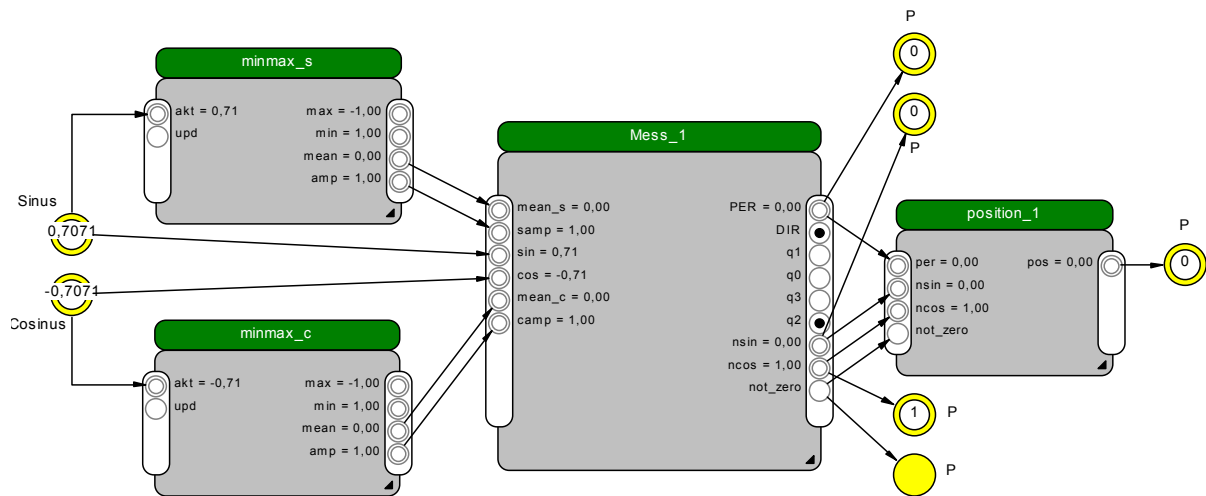 P
0
minmax_s
akt = 0,71
upd
max = -1,00
min = 1,00
mean = 0,00
amp = 1,00
0
P
Mess_1
Sinus
0,7071
-0,7071
Cosinus
mean_s = 0,00
samp = 1,00
sin = 0,71
cos = -0,71
mean_c = 0,00
camp = 1,00
PER = 0,00
DIR
q1
q0
q3
q2
nsin = 0,00
ncos = 1,00
not_zero
position_1
per = 0,00
nsin = 0,00
ncos = 1,00
not_zero
pos = 0,00
P
0
minmax_c
akt = -0,71
upd
max = -1,00
min = 1,00
mean = 0,00
amp = 1,00
1
P
P